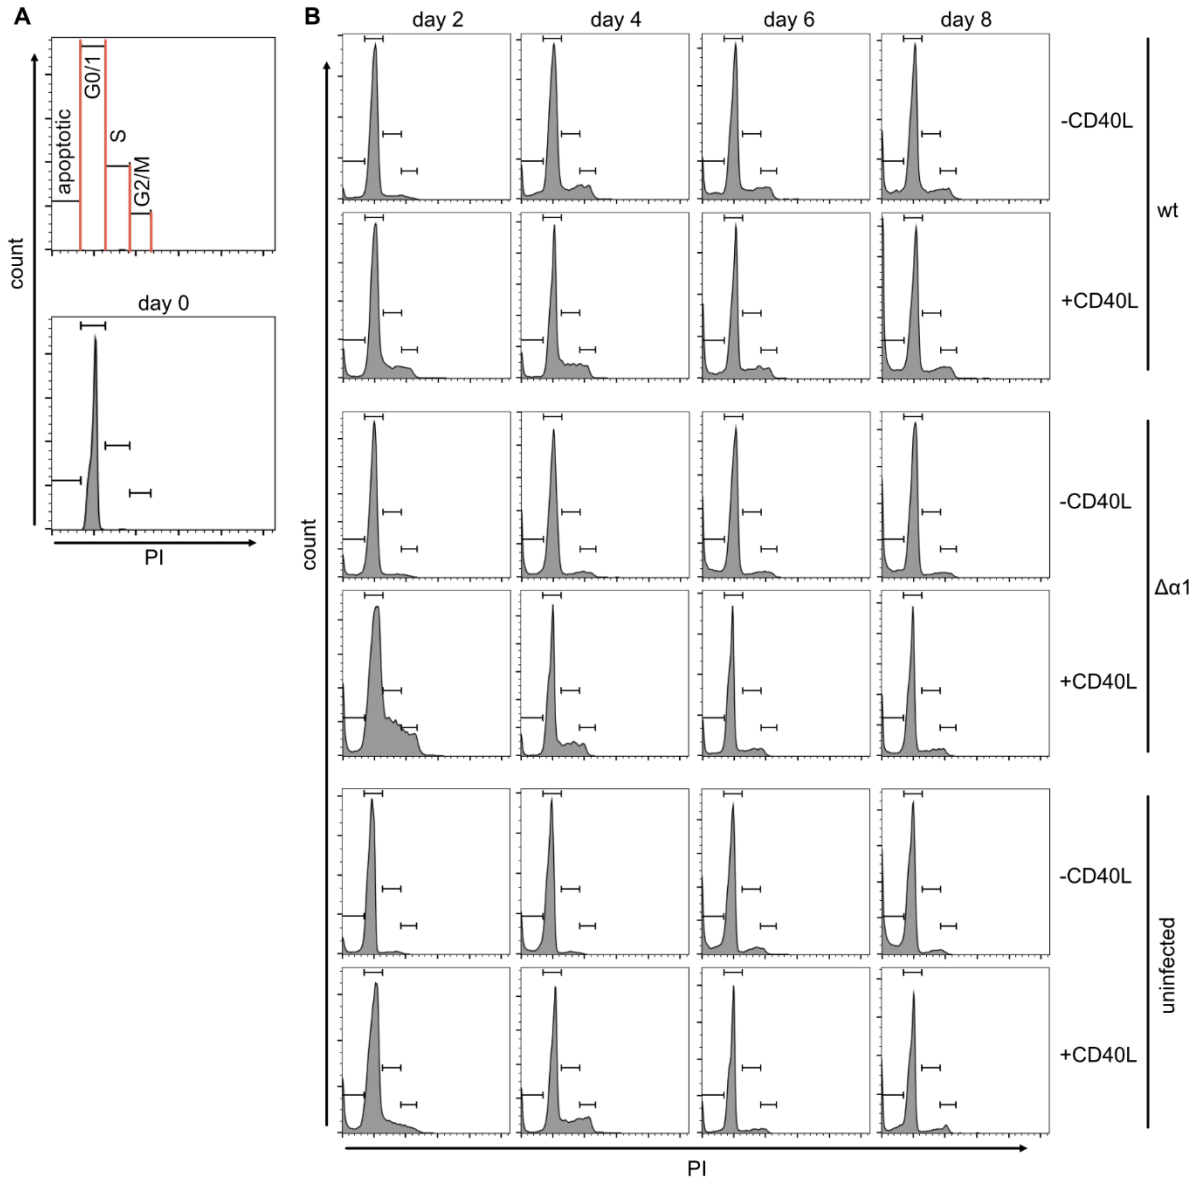 A
apoptotic
G0/1
S
G2/M
count
day 0
PI
B
day 2
day 4
day 6
day 8
-CD40L
+CD40L
wt
-CD40L
+CD40L
Δα1
-CD40L
+CD40L
uninfected
count
PI